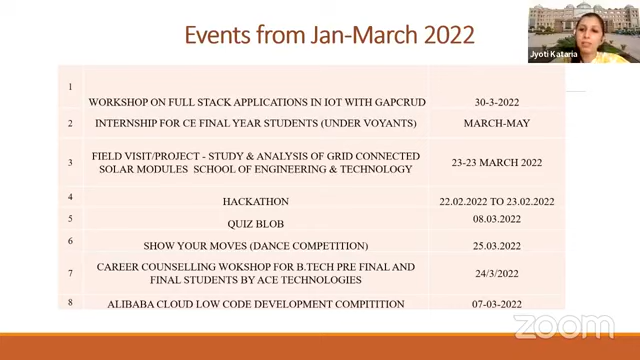 Events from Jan-March 2022
Jyoti Kataria
1
WORKSHOP ON FULL STACK APPLICATIONS IN IOT WITH GAPCRUD 30-3-2022
2 INTERNSHIP FOR CE FINAL YEAR STUDENTS (UNDER VOYANTS) MARCH-MAY
3 FIELD VISIT/PROJECT - STUDY & ANALYSIS OF GRID CONNECTED
SOLAR MODULES SCHOOL OF ENGINEERING & TECHNOLOGY 23-23 MARCH 2022
4 HACKATHON 22.02.2022 TO 23.02.2022
5 QUIZ BLOB 08.03.2022
6 SHOW YOUR MOVES (DANCE COMPETITION) 25.03.2022
7 CAREER COUNSELLING WOKSHOP FOR B.TECH PRE FINAL AND
FINAL STUDENTS BY ACE TECHNOLOGIES 24/3/2022
8 ALIBABA CLOUD LOW CODE DEVELOPMENT COMPITITION 07-03-2022
zoom